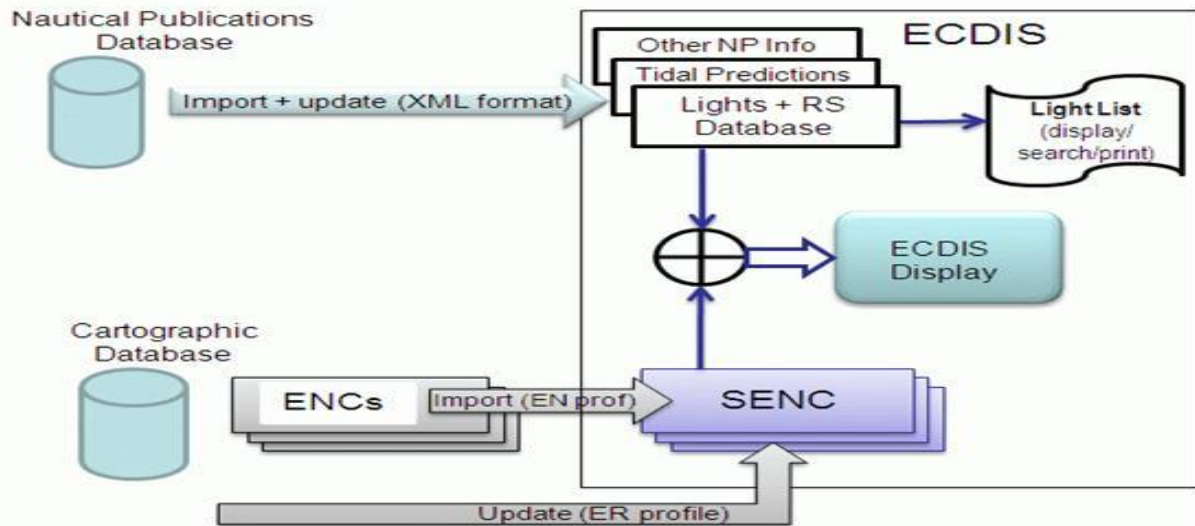 Nautical Publications
Database
ECDIS
Other NP Info
Tidal Predictions
Import + update (XML format)
Lights + RS
Database
Light List
(display/
search/print)
ECDIS
Display
Cartographic
Database
ENCs
Import (EN prof)
SENC
Update (ER profile)